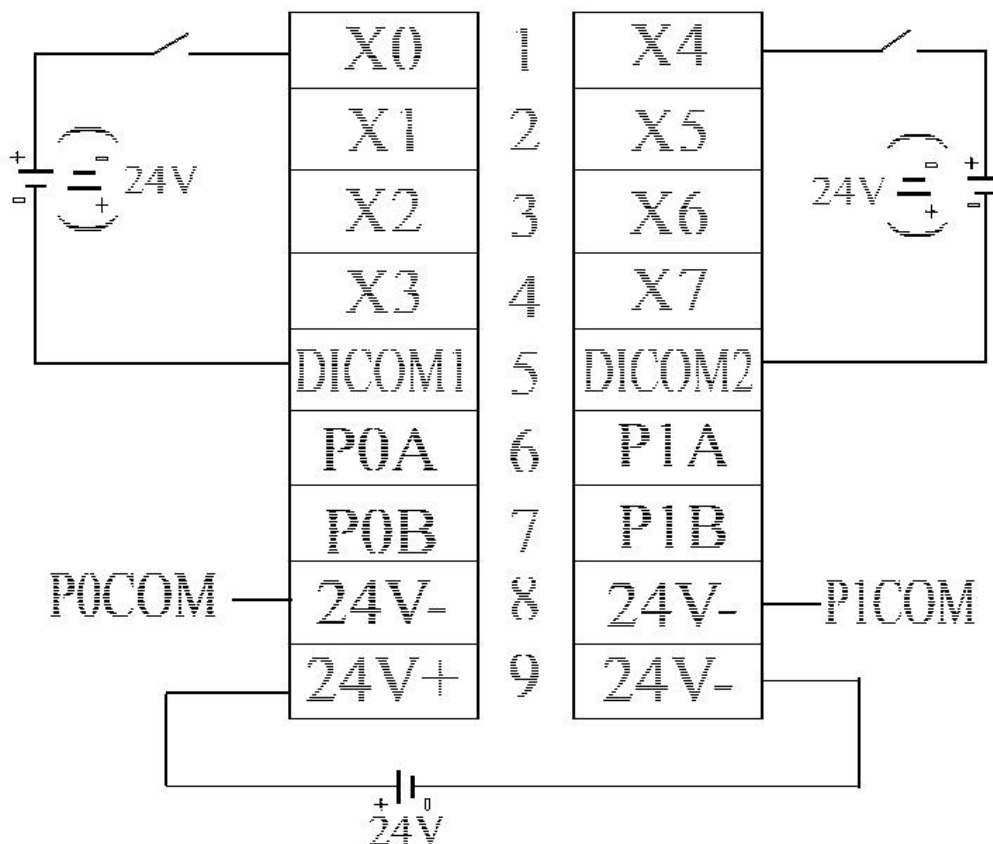 X0 1 X4
X1 2 X5
+ - 24V 24V - +
- + + -
X2 3 X6
X3 4 X7
DICOM1 5 DICOM2
P0A 6 P1A
P0B 7 P1B
P0COM 24V- 8 24V- P1COM
24V+ 9 24V-
+ -
24V